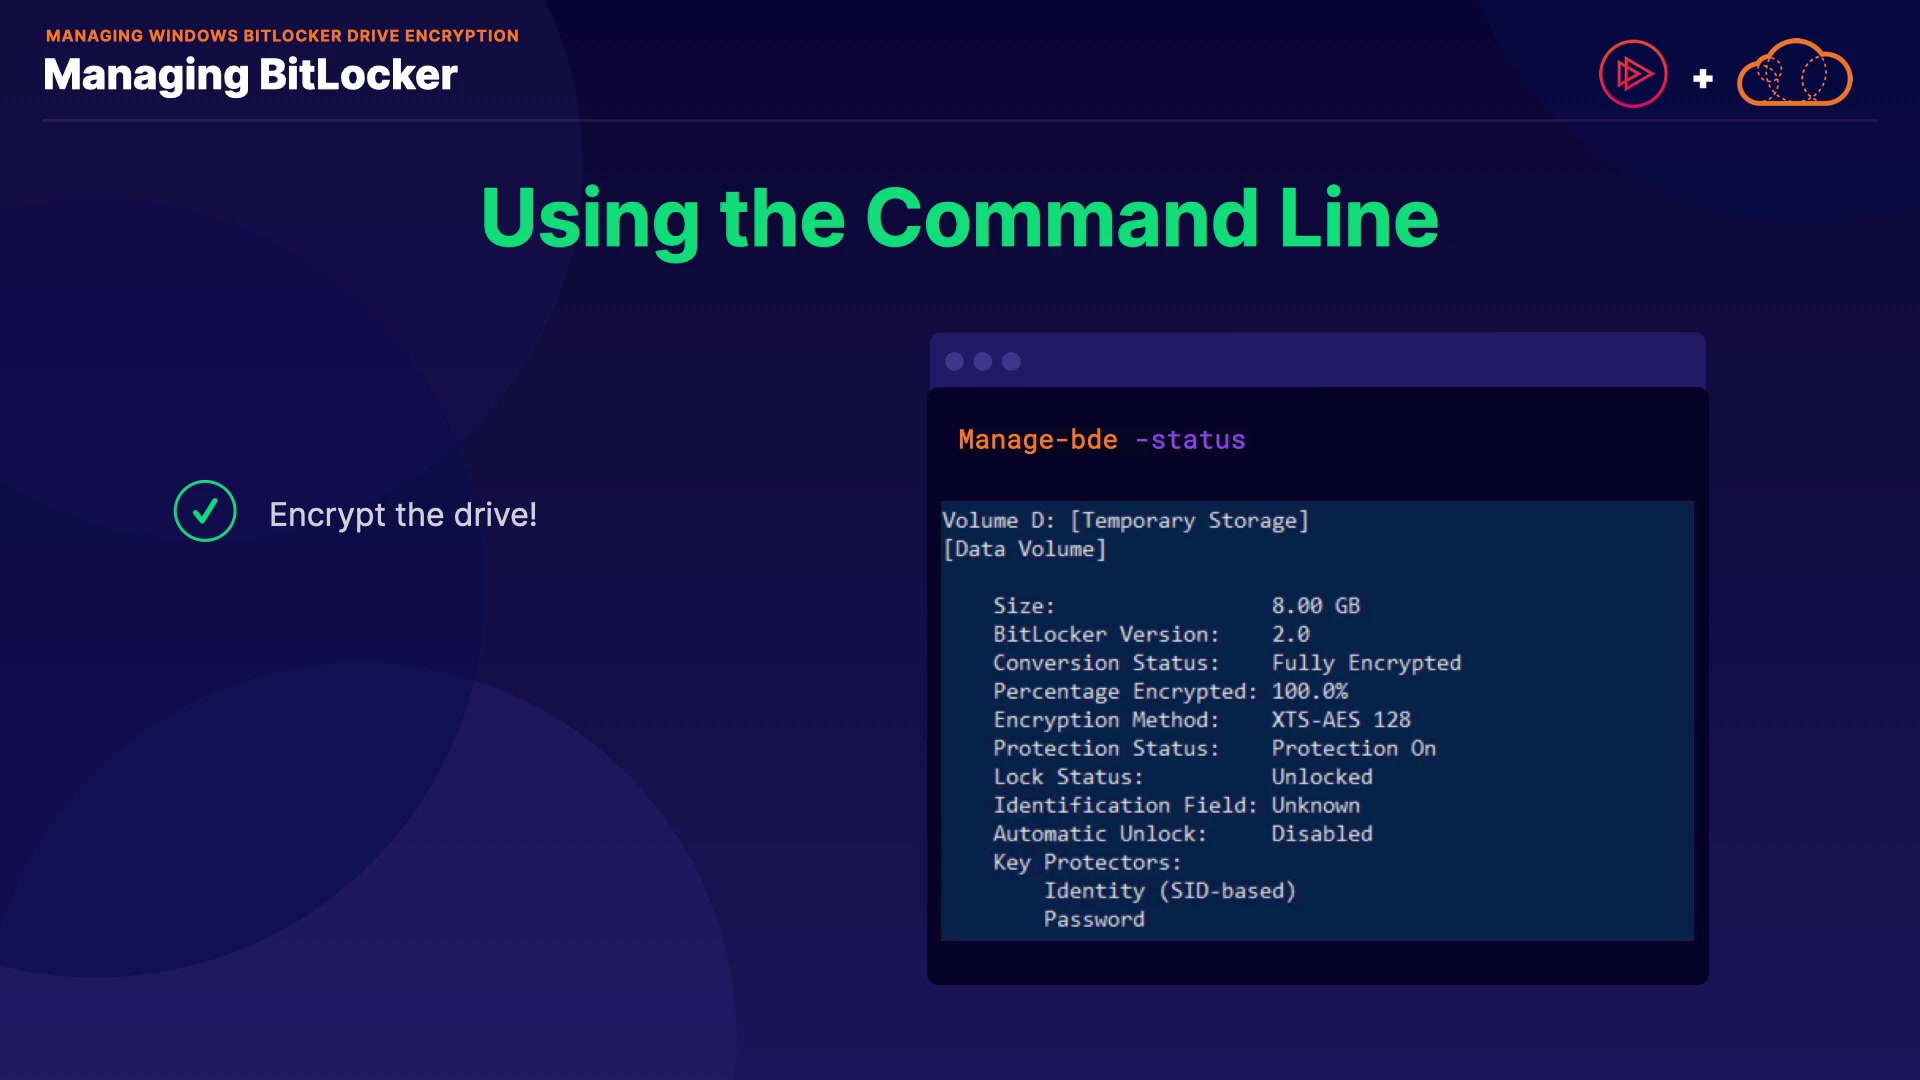 MANAGING WINDOWS BITLOCKER DRIVE ENCRYPTION
Managing BitLocker
+
Using the Command Line
Encrypt the drive!
Manage-bde -status
Volume D: [Temporary Storage]
[Data Volume]
Size: 8.00 GB
BitLocker Version: 2.0
Conversion Status: Fully Encrypted
Percentage Encrypted: 100.0%
Encryption Method: XTS-AES 128
Protection Status: Protection On
Lock Status: Unlocked
Identification Field: Unknown
Automatic Unlock: Disabled
Key Protectors:
Identity (SID-based)
Password